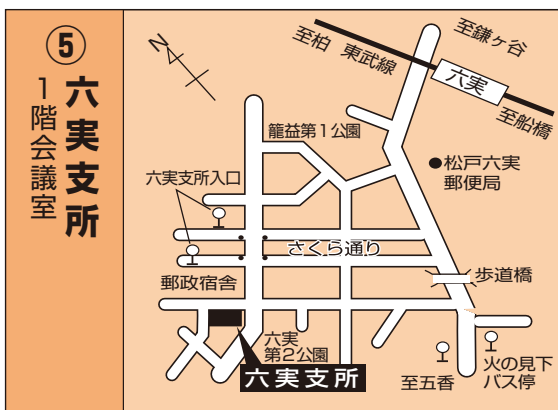 ⑤
六実支所
1階会議室
N
至鎌ヶ谷
至柏 東武線
六実
至船橋
籠益第1公園
松戸六実
郵便局
六実支所入口
さくら通り
歩道橋
郵政宿舎
六実
第2公園
六実支所
至五香
火の見下
バス停